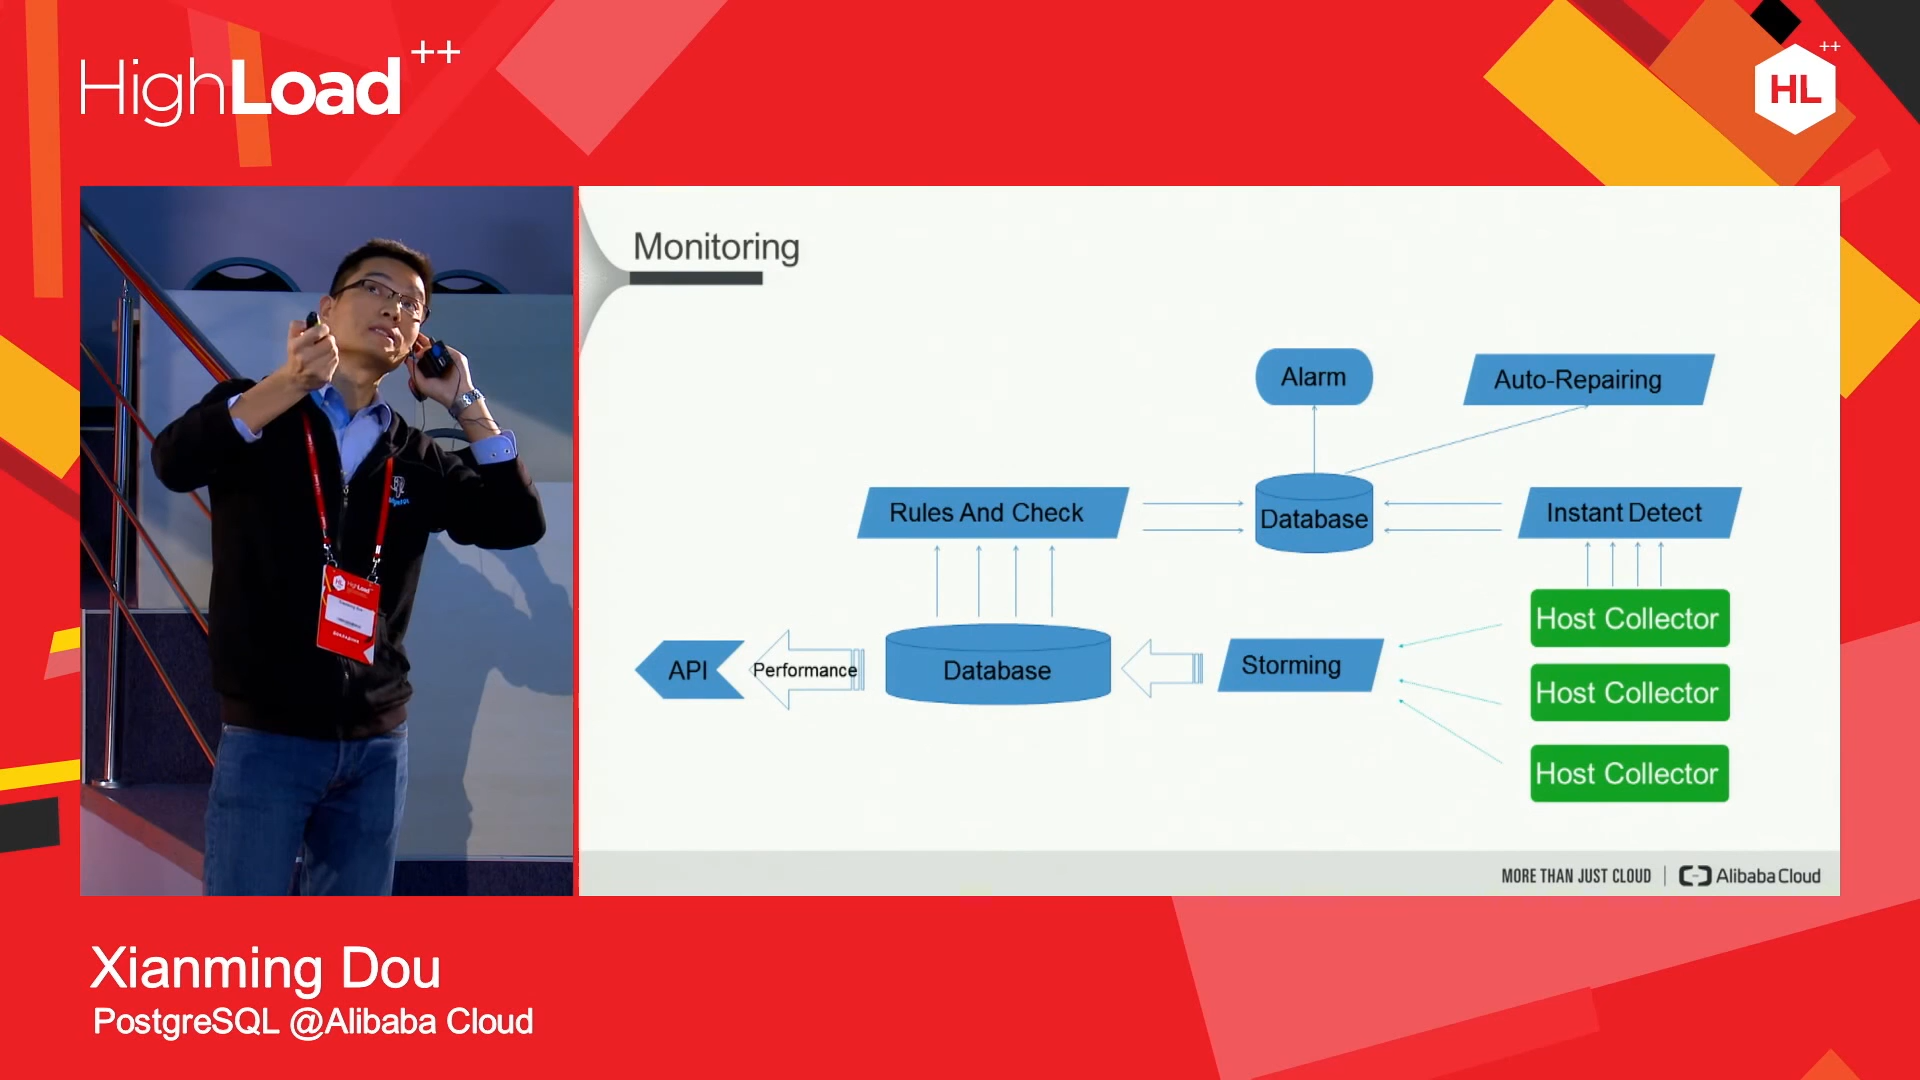 HighLoad++
HL++
Monitoring
Alarm
Auto-Repairing
Rules And Check
Database
Instant Detect
Host Collector
API
Performance
Database
Storming
Host Collector
Host Collector
MORE THAN JUST CLOUD
Alibaba Cloud
HighLoad++
Xianming Dou
PostgreSQL @Alibaba Cloud